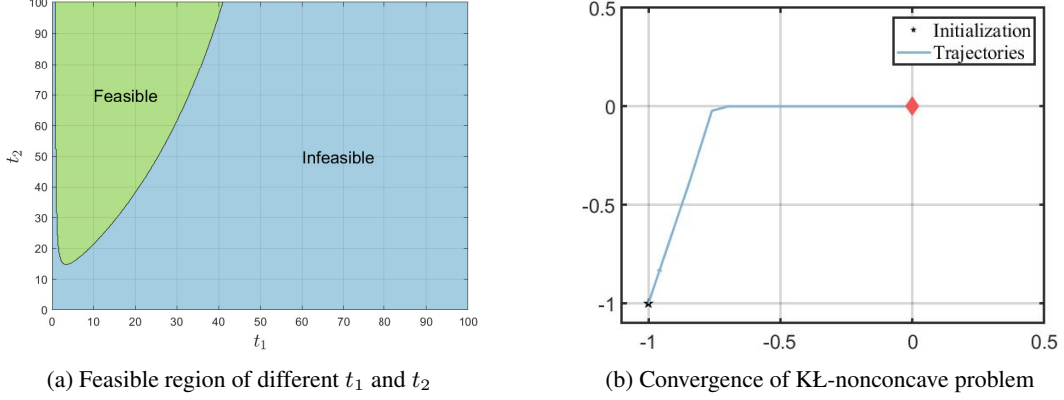 100
90
80
70
60
50
40
30
20
10
0
t₂
Feasible
Infeasible
0 10 20 30 40 50 60 70 80 90 100
t₁
(a) Feasible region of different t₁ and t₂
0.5
0
-0.5
-1
Initialization
Trajectories
-1 -0.5 0 0.5
(b) Convergence of KŁ-nonconcave problem